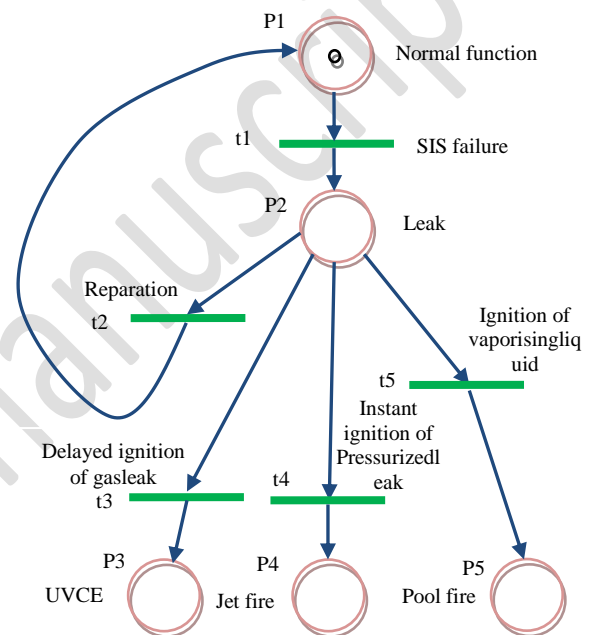 P1
Normal function
t1
SIS failure
P2
Leak
Reparation
t2
Ignition of
vaporisingliq
uid
t5
Instant
ignition of
Pressurizedl
eak
Delayed ignition
of gasleak
t3
t4
P3
UVCE
P4
Jet fire
P5
Pool fire
manuscrip